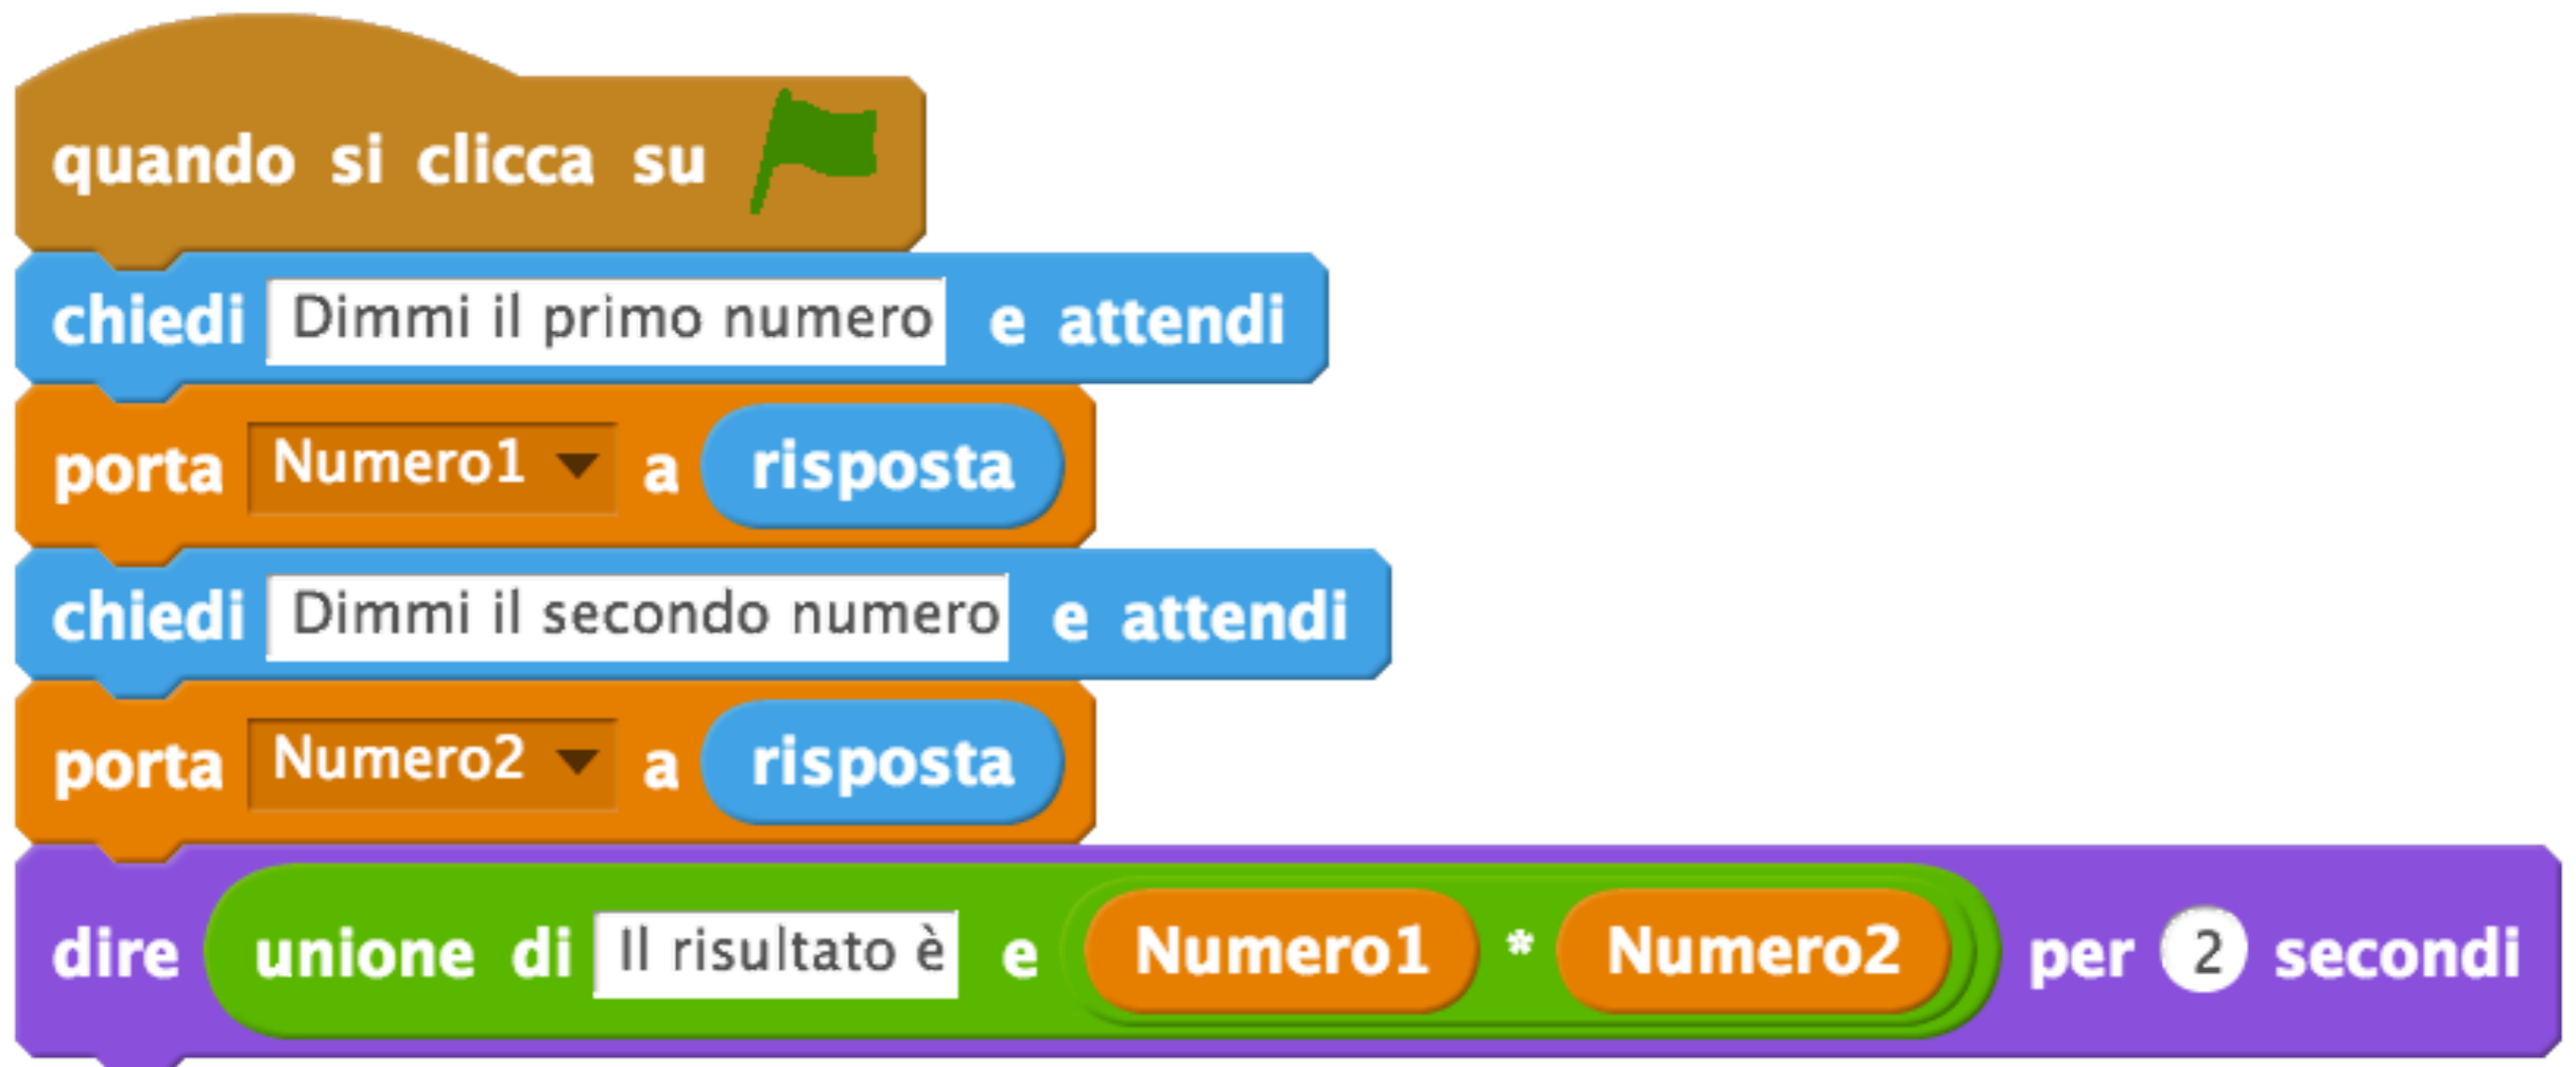 quando si clicca su
chiedi Dimmi il primo numero e attendi
porta Numero1 a risposta
chiedi Dimmi il secondo numero e attendi
porta Numero2 a risposta
dire unione di Il risultato è e Numero1 * Numero2 per 2 secondi